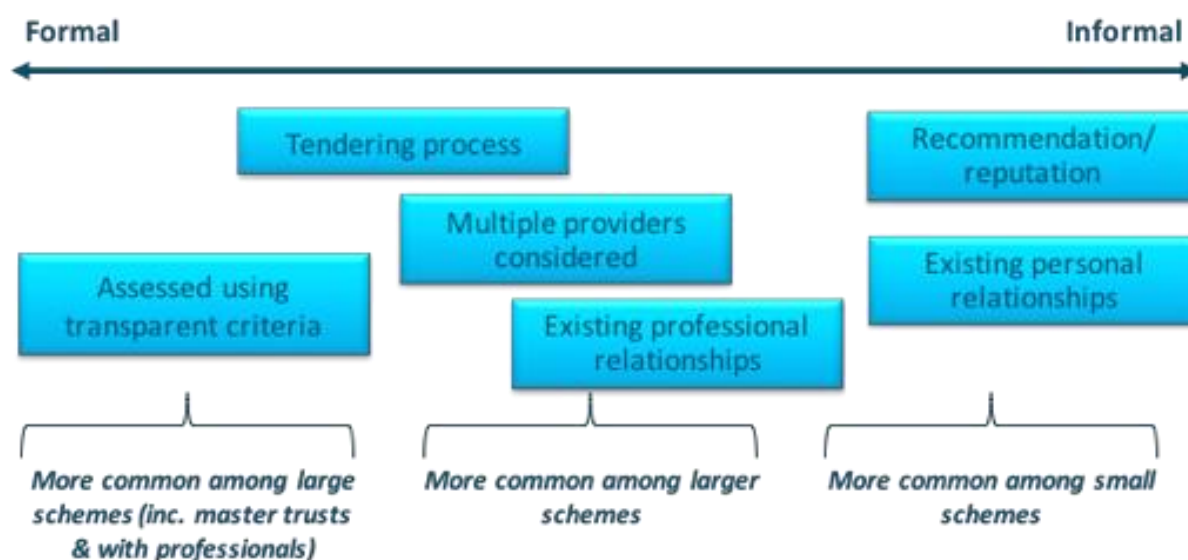 Formal
Informal
Tendering process
Recommendation/
reputation
Multiple providers
considered
Existing personal
relationships
Assessed using
transparent criteria
Existing professional
relationships
More common among large
schemes (inc. master trusts
& with professionals)
More common among larger
schemes
More common among small
schemes